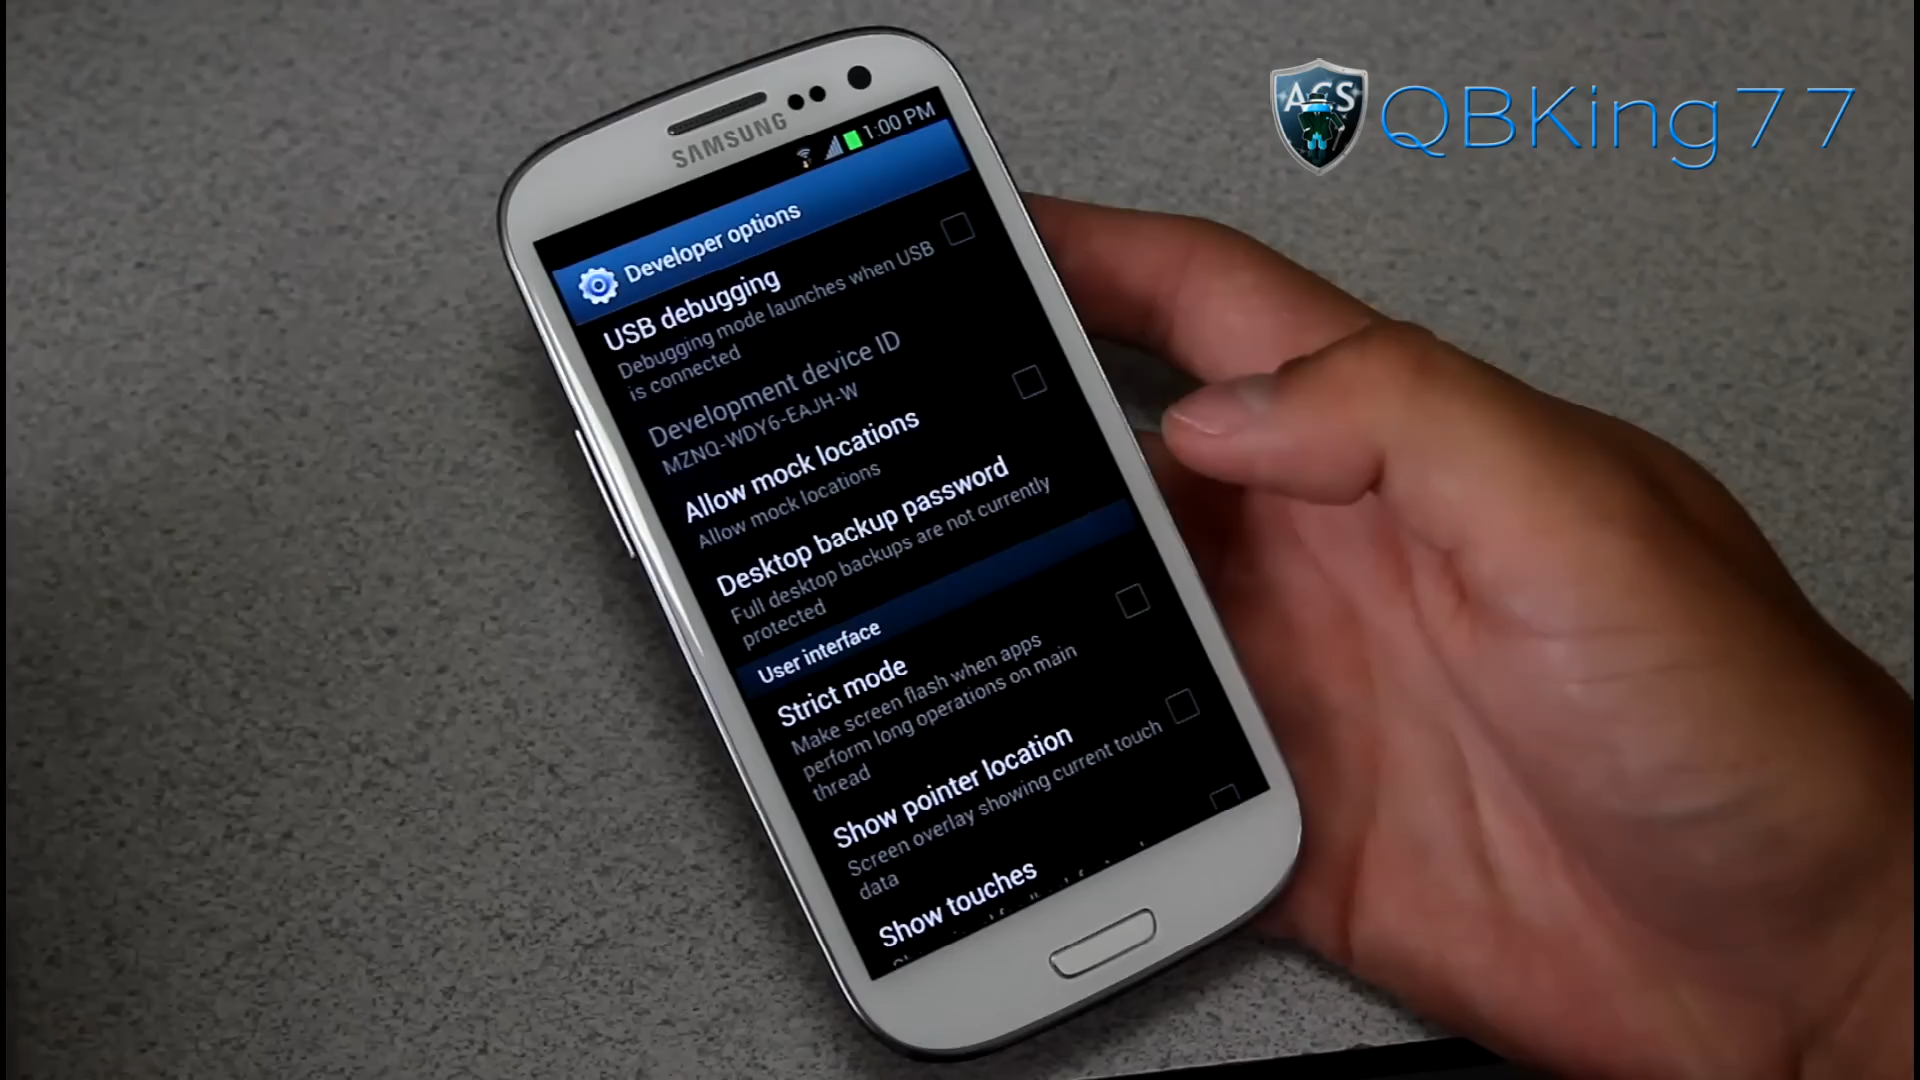 ACS
QBKing77
SAMSUNG
1:00 PM
Developer options
USB debugging
Debugging mode launches when USB
is connected
Development device ID
MZNQ-WDY6-EAJH-W
Allow mock locations
Allow mock locations
Desktop backup password
Full desktop backups are not currently
protected
User interface
Strict mode
Make screen flash when apps
perform long operations on main
thread
Show pointer location
Screen overlay showing current touch
data
Show touches